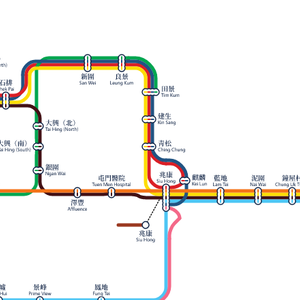 新圍
San Wai
良景
Leung King
石排
ek Pai
田景
Tin King
建生
Kin Sang
大興（北）
Tai Hing (North)
青松
Ching Chung
大興（南）
Tai Hing (South)
銀圍
Ngan Wai
屯門醫院
Tuen Mun Hospital
兆康
Siu Hong
麒麟
Kei Lun
藍地
Lam Tei
泥圍
Nai Wai
鍾屋村
Chung Uk T
澤豐
Affluence
兆康
Siu Hong
Hui
景峰
Prime View
鳳地
Fung Tei